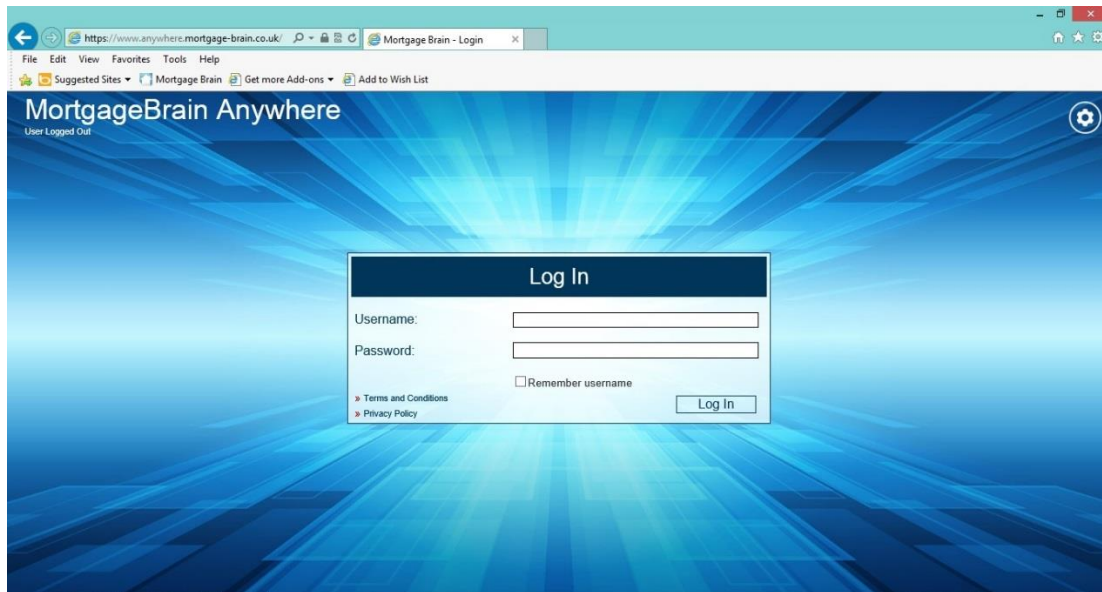 https://www.anywhere.mortgage-brain.co.uk/
Mortgage Brain - Login
File Edit View Favorites Tools Help
Suggested Sites Mortgage Brain Get more Add-ons Add to Wish List
MortgageBrain Anywhere
User Logged Out
Log In
Username:
Password:
Remember username
» Terms and Conditions
Log In
» Privacy Policy